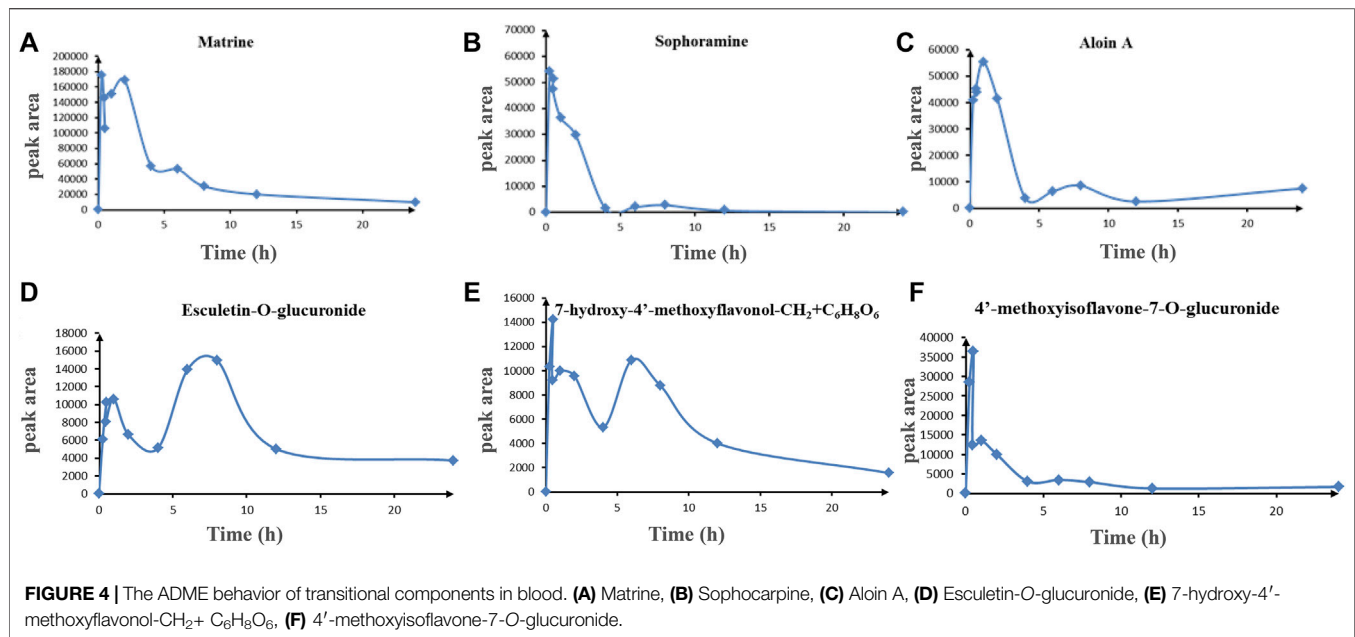 A
Matrine
200000
180000
160000
140000
120000
100000
80000
60000
40000
20000
0
peak area
0 5 10 15 20
Time (h)
B
Sophoramine
70000
60000
50000
40000
30000
20000
10000
0
peak area
0 5 10 15 20
Time (h)
C
Aloin A
60000
50000
40000
30000
20000
10000
0
peak area
0 5 10 15 20
Time (h)
D
Esculetin-O-glucuronide
18000
16000
14000
12000
10000
8000
6000
4000
2000
0
peak area
0 5 10 15 20
Time (h)
E
7-hydroxy-4’-methoxyflavonol-CH₂+C₆H₈O₆
16000
14000
12000
10000
8000
6000
4000
2000
0
peak area
0 5 10 15 20
Time (h)
F
4’-methoxyisoflavone-7-O-glucuronide
40000
35000
30000
25000
20000
15000
10000
5000
0
peak area
0 5 10 15 20
Time (h)
FIGURE 4 | The ADME behavior of transitional components in blood. (A) Matrine, (B) Sophocarpine, (C) Aloin A, (D) Esculetin-O-glucuronide, (E) 7-hydroxy-4′-
methoxyflavonol-CH₂+ C₆H₈O₆, (F) 4′-methoxyisoflavone-7-O-glucuronide.